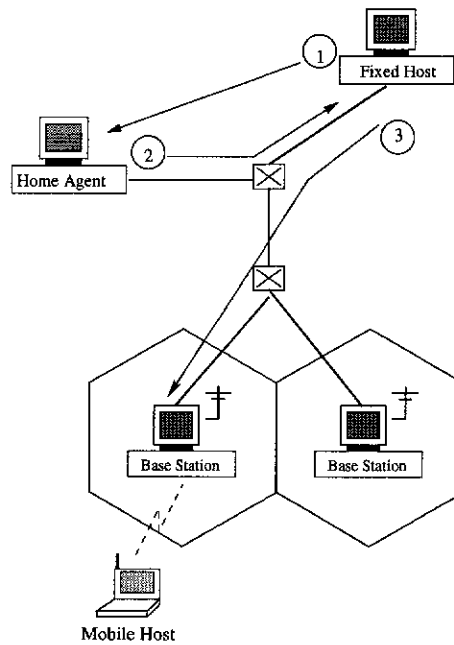 1
Fixed Host
2
3
Home Agent
Base Station
Base Station
Mobile Host